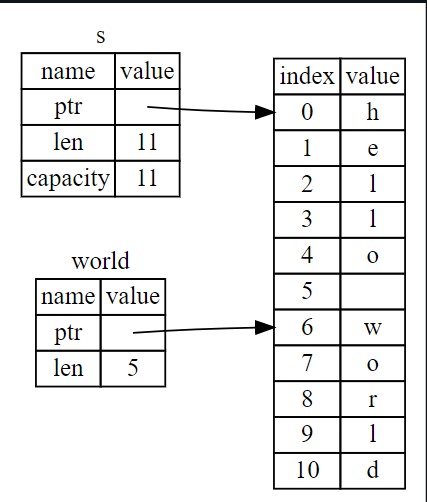 s
name value
ptr
len 11
capacity 11
world
name value
ptr
len 5
index value
0 h
1 e
2 l
3 l
4 o
5
6 w
7 o
8 r
9 l
10 d